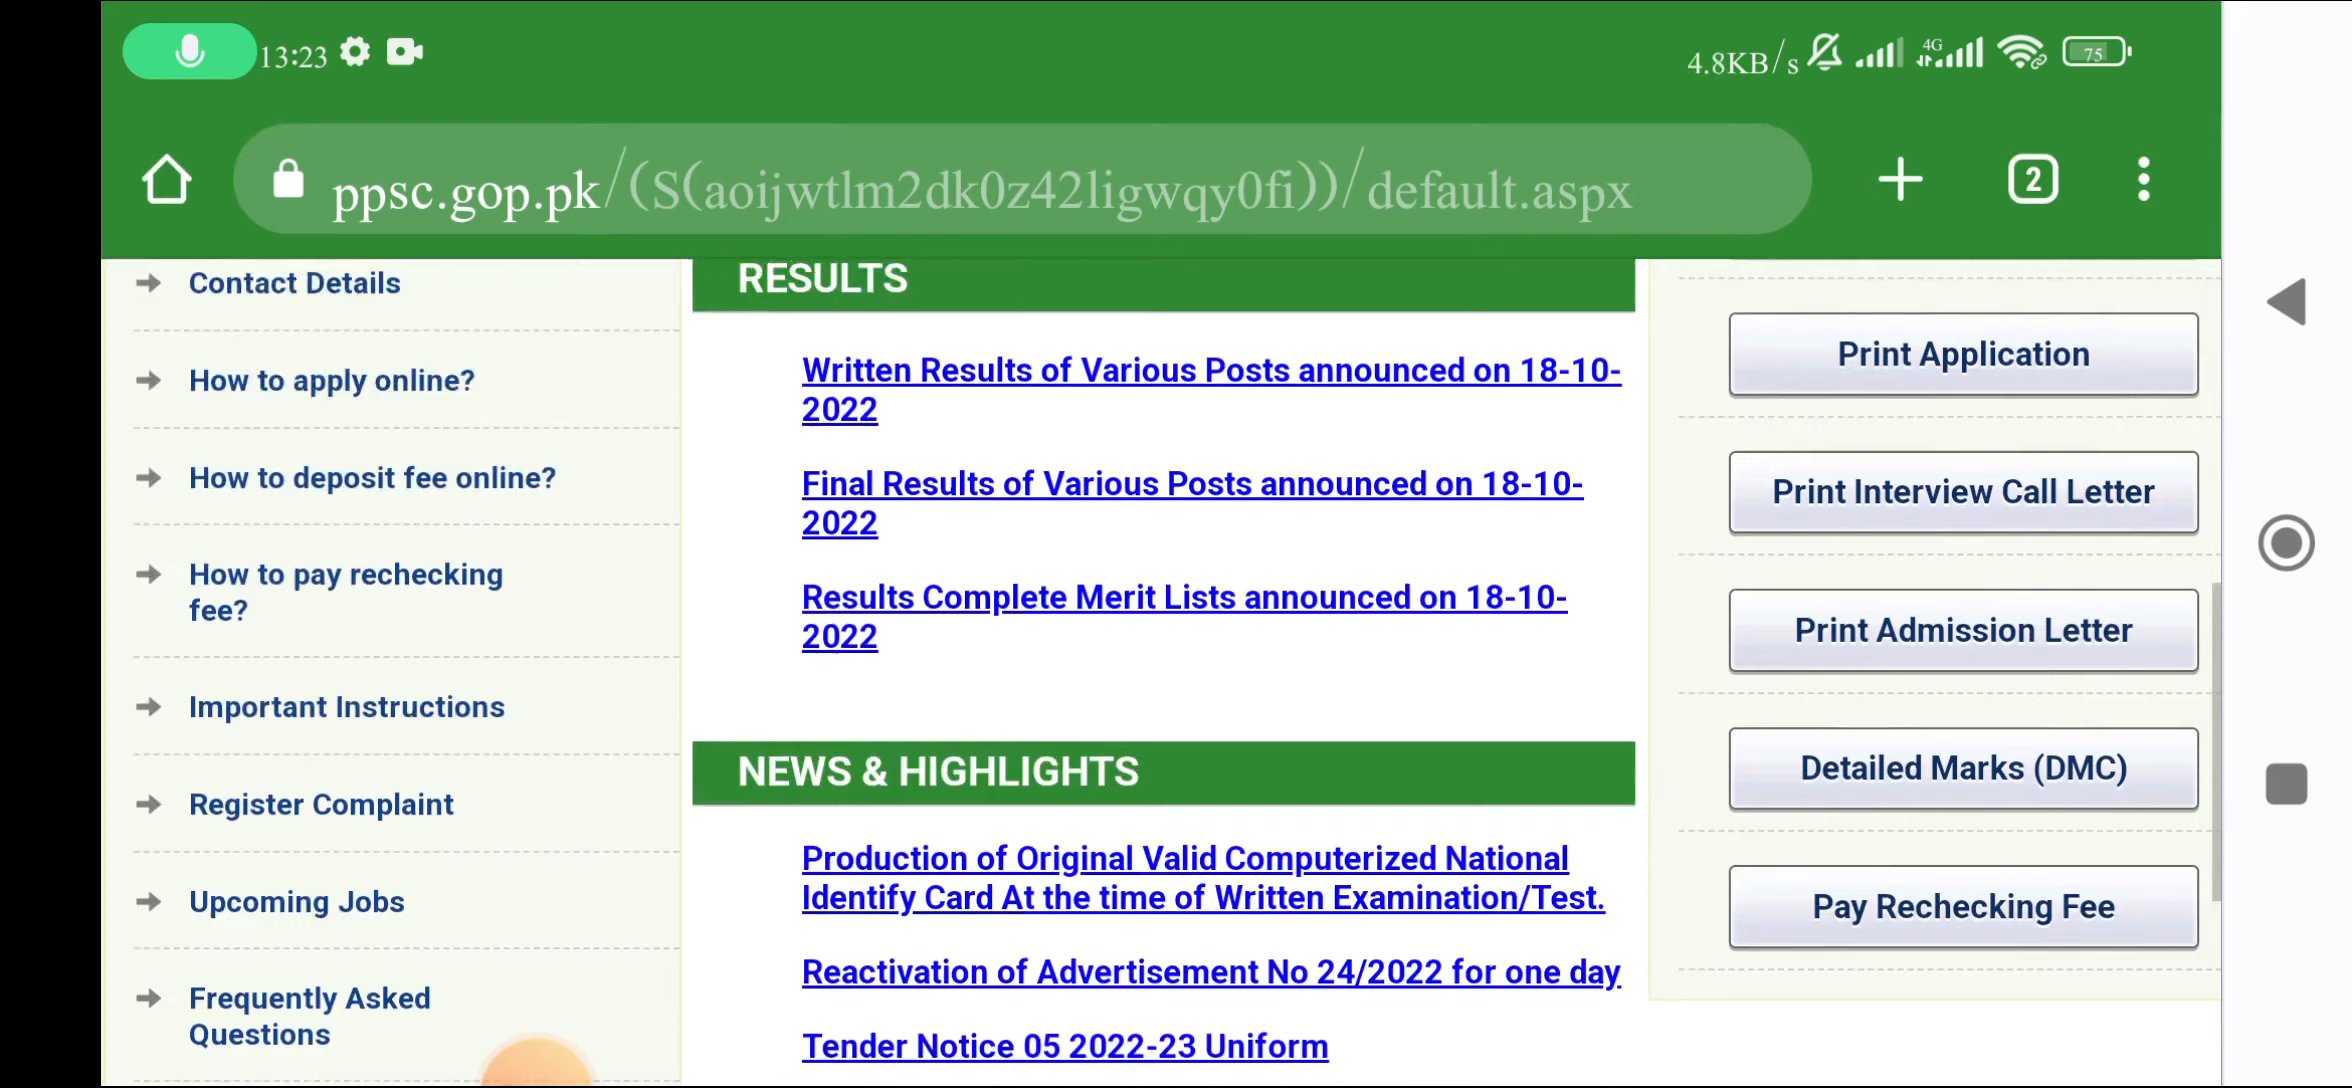 13:23
4.8KB/s
4G
75
ppsc.gop.pk/(S(aoijwtlm2dk0z42ligwqy0fi))/default.aspx
2
Contact Details
How to apply online?
How to deposit fee online?
How to pay rechecking
fee?
Important Instructions
Register Complaint
Upcoming Jobs
Frequently Asked
Questions
RESULTS
Written Results of Various Posts announced on 18-10-
2022
Final Results of Various Posts announced on 18-10-
2022
Results Complete Merit Lists announced on 18-10-
2022
NEWS & HIGHLIGHTS
Production of Original Valid Computerized National
Identify Card At the time of Written Examination/Test.
Reactivation of Advertisement No 24/2022 for one day
Tender Notice 05 2022-23 Uniform
Print Application
Print Interview Call Letter
Print Admission Letter
Detailed Marks (DMC)
Pay Rechecking Fee